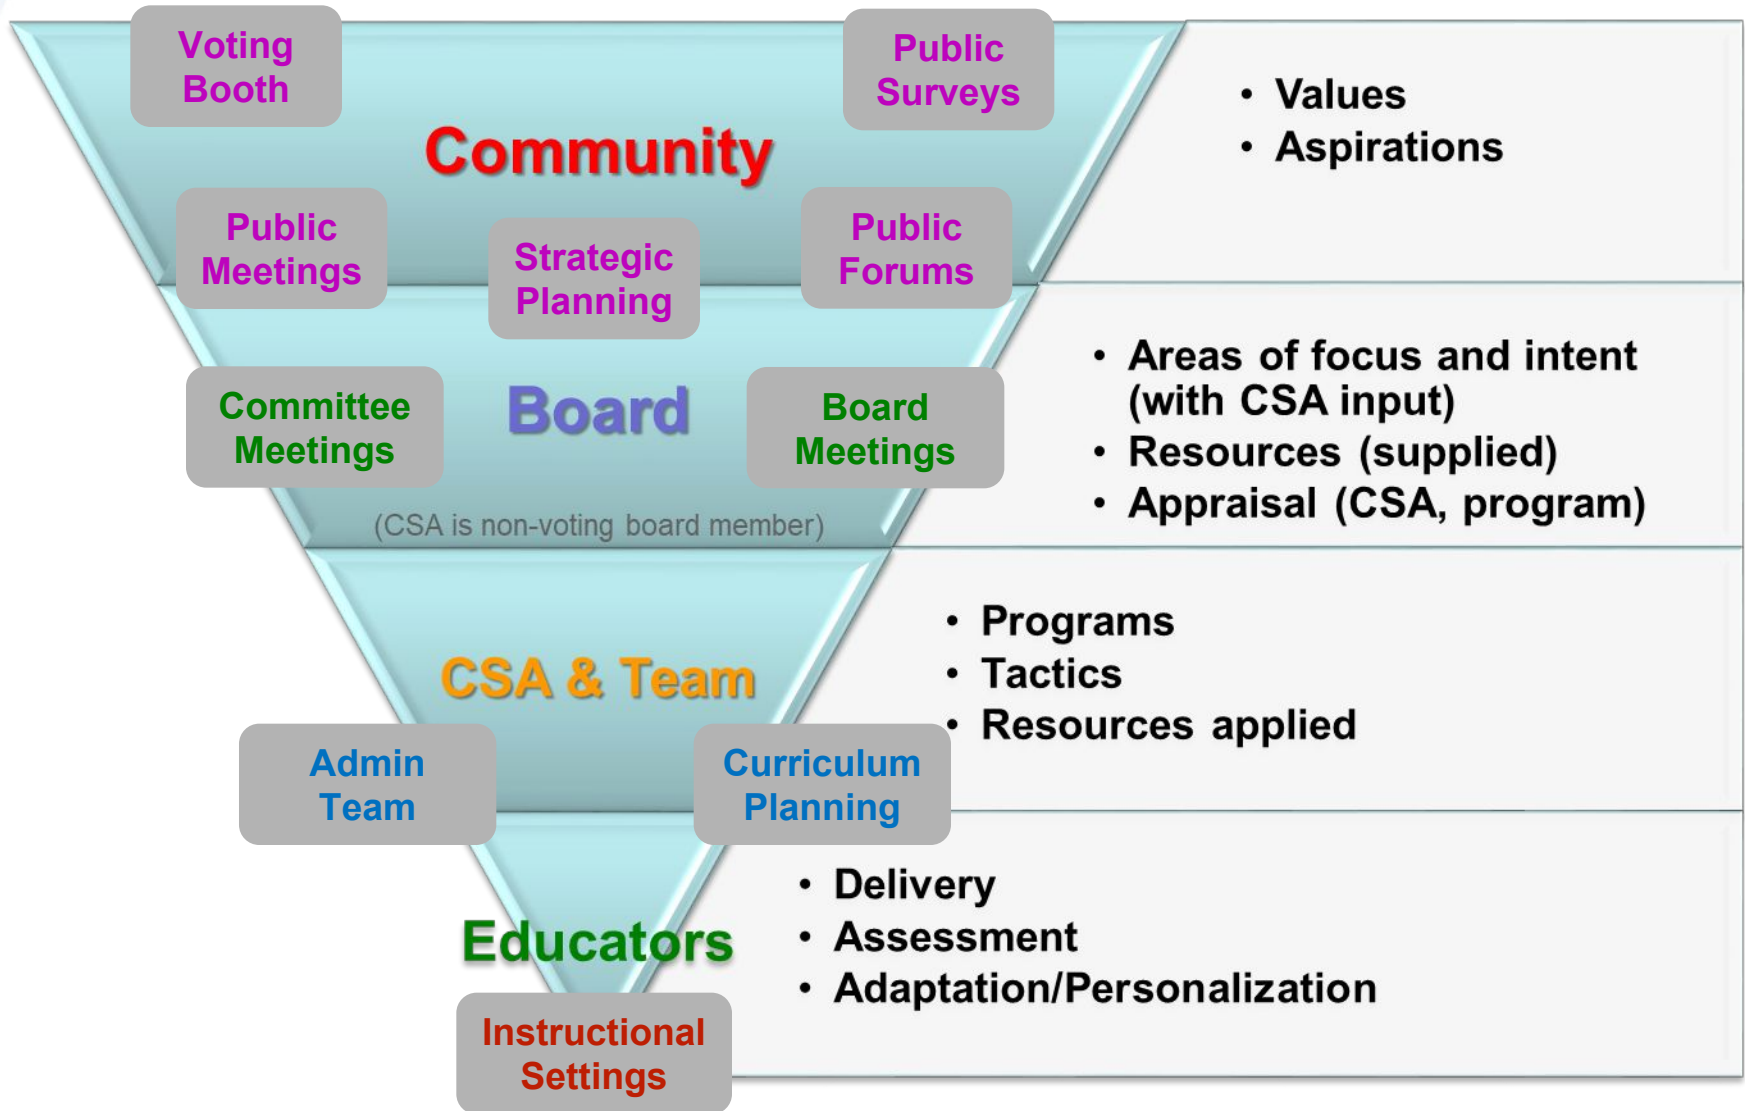 Voting
Booth
Public
Surveys
Community
Public
Meetings
Strategic
Planning
Public
Forums
• Values
• Aspirations
Committee
Meetings
Board
Board
Meetings
(CSA is non-voting board member)
• Areas of focus and intent
(with CSA input)
• Resources (supplied)
• Appraisal (CSA, program)
CSA & Team
Admin
Team
Curriculum
Planning
• Programs
• Tactics
• Resources applied
Educators
Instructional
Settings
• Delivery
• Assessment
• Adaptation/Personalization